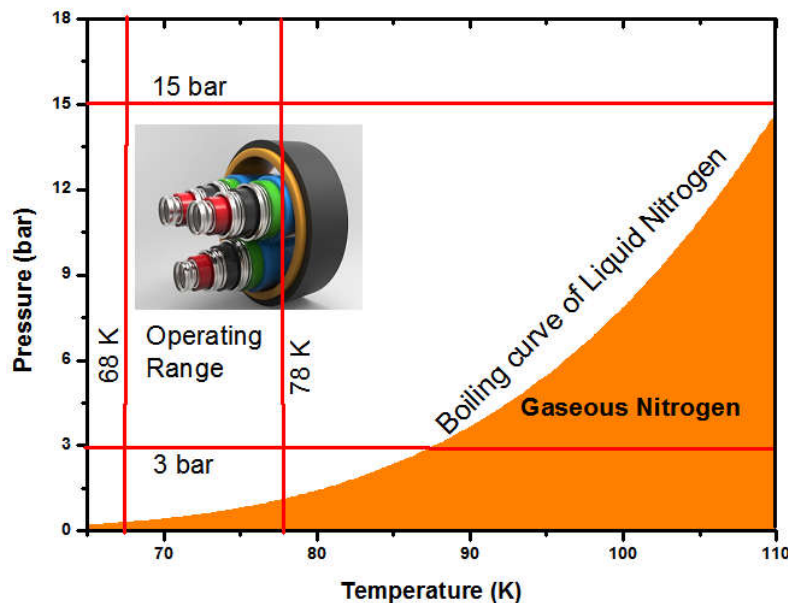 18
15
12
9
6
3
0
Pressure (bar)
15 bar
68 K
Operating
Range
78 K
3 bar
Boiling curve of Liquid Nitrogen
Gaseous Nitrogen
70
80
90
100
110
Temperature (K)